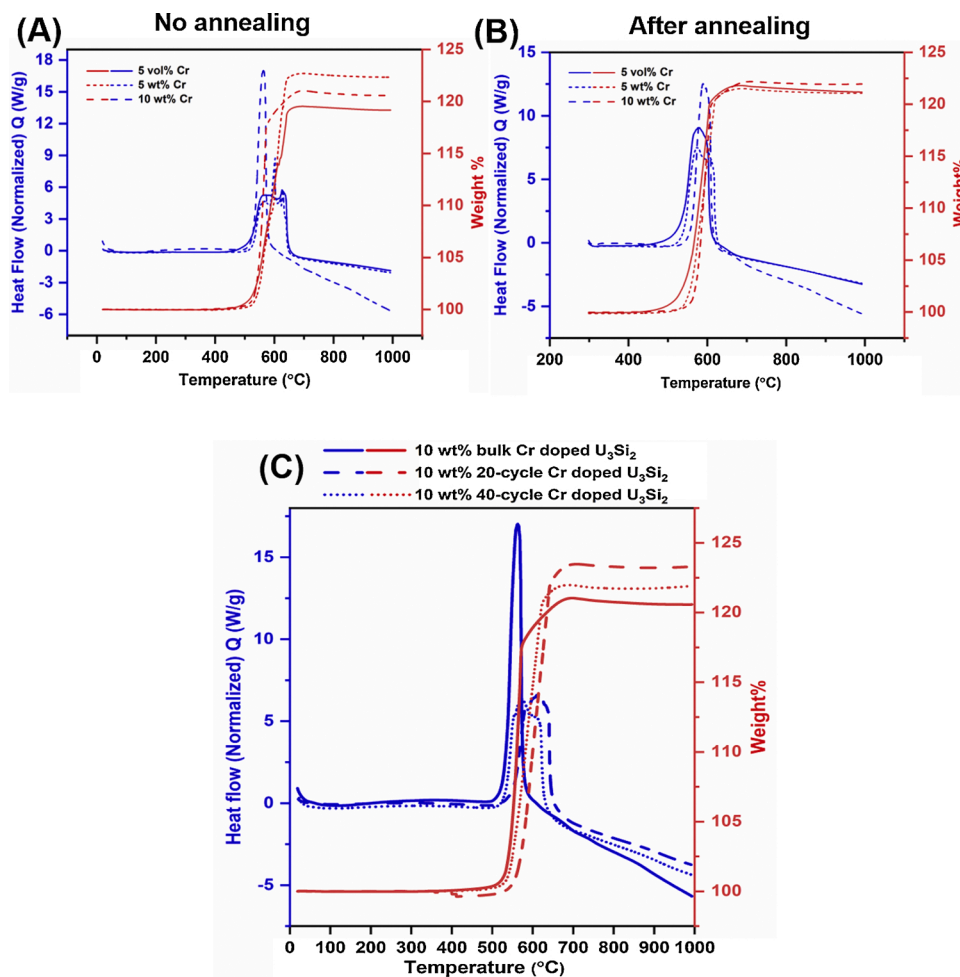 (A)
No annealing
Heat Flow (Normalized) Q (W/g)
18
15
12
9
6
3
0
-3
-6
5 vol% Cr
5 wt% Cr
10 wt% Cr
125
120
115
110
105
100
Weight %
0 200 400 600 800 1000
Temperature (°C)
(B)
After annealing
Heat Flow (Normalized) Q (W/g)
15
10
5
0
-5
5 vol% Cr
5 wt% Cr
10 wt% Cr
125
120
115
110
105
100
Weight%
200 400 600 800 1000
Temperature (°C)
(C)
10 wt% bulk Cr doped U₃Si₂
10 wt% 20-cycle Cr doped U₃Si₂
10 wt% 40-cycle Cr doped U₃Si₂
Heat flow (Normalized) Q (W/g)
15
10
5
0
-5
125
120
115
110
105
100
Weight%
0 100 200 300 400 500 600 700 800 900 1000
Temperature (°C)